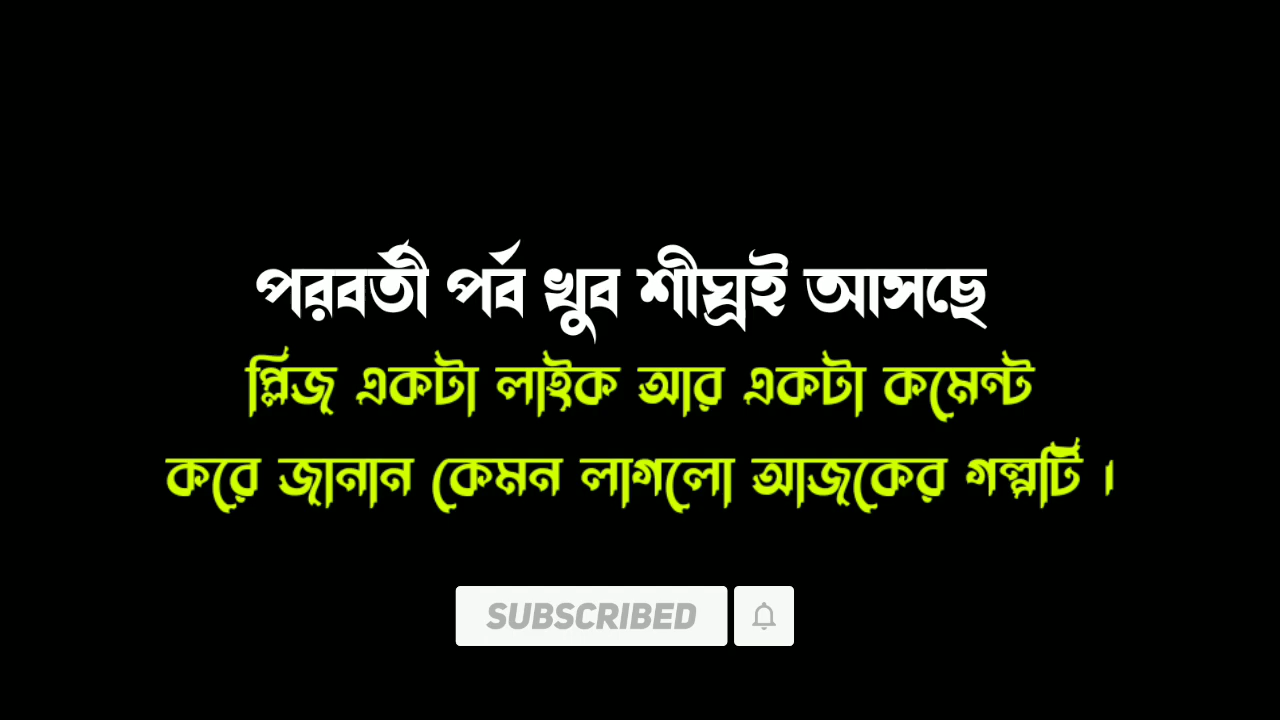 পরবর্তী পর্ব খুব শীঘ্রই আসছে
প্লিজ একটা লাইক আর একটা কমেন্ট
করে জানান কেমন লাগলো আজকের গল্পটি ।
SUBSCRIBED